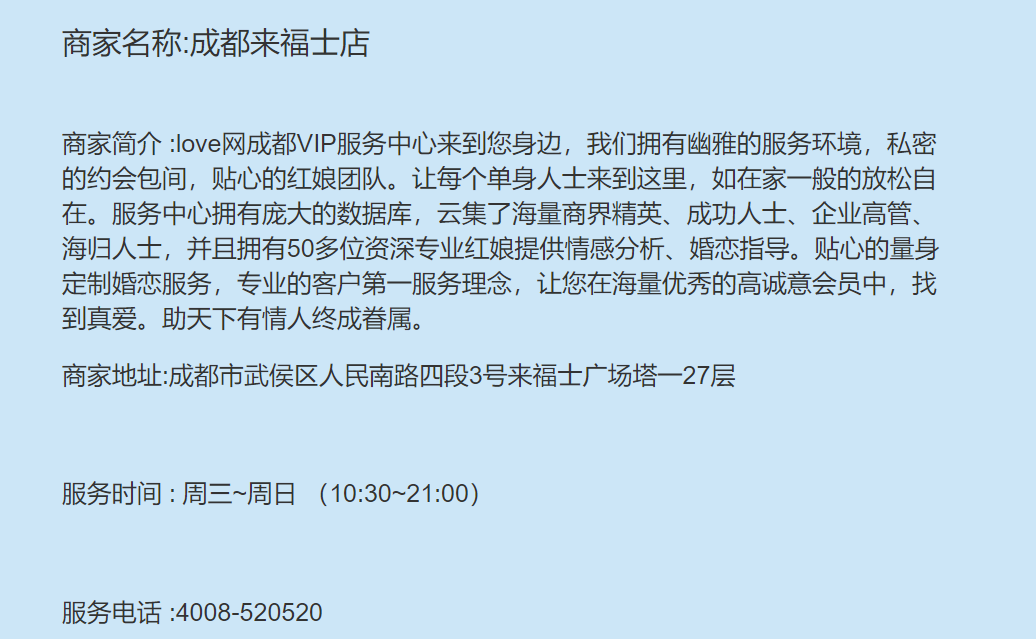 商家名称:成都来福士店
商家简介 :love网成都VIP服务中心来到您身边，我们拥有幽雅的服务环境，私密
的约会包间，贴心的红娘团队。让每个单身人士来到这里，如在家一般的放松自
在。服务中心拥有庞大的数据库，云集了海量商界精英、成功人士、企业高管、
海归人士，并且拥有50多位资深专业红娘提供情感分析、婚恋指导。贴心的量身
定制婚恋服务，专业的客户第一服务理念，让您在海量优秀的高诚意会员中，找
到真爱。助天下有情人终成眷属。
商家地址:成都市武侯区人民南路四段3号来福士广场塔一27层
服务时间 : 周三~周日 （10:30~21:00）
服务电话 :4008-520520